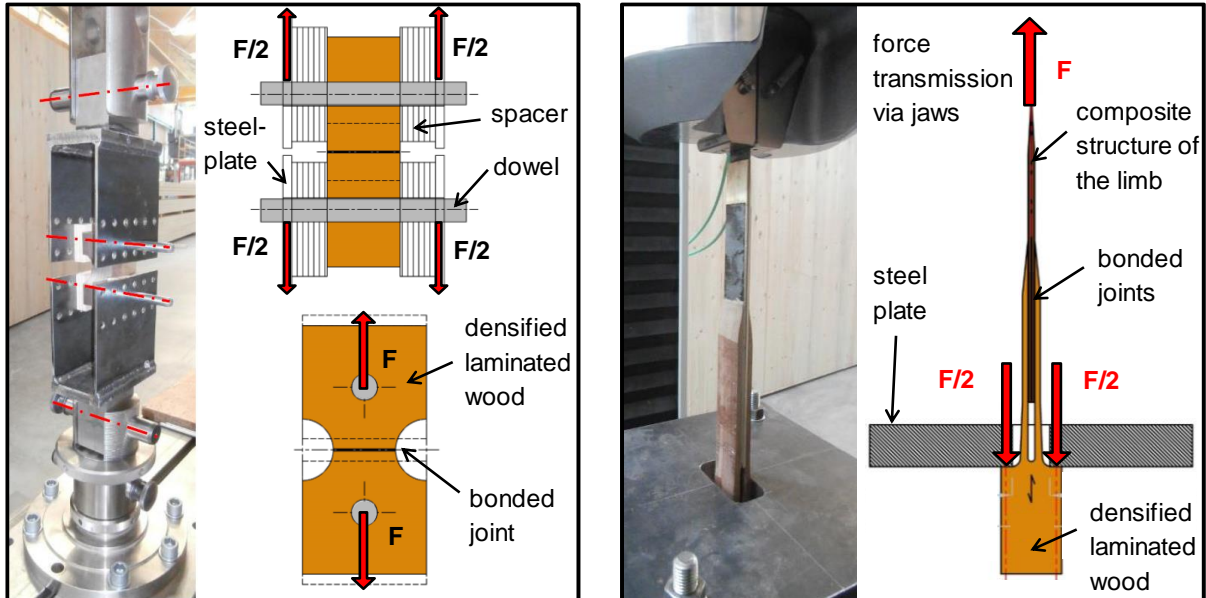 F/2
F/2
steel-
plate
spacer
dowel
F/2
F/2
F
densified
laminated
wood
bonded
joint
F
force
transmission
via jaws
F
composite
structure of
the limb
steel
plate
bonded
joints
F/2
F/2
densified
laminated
wood